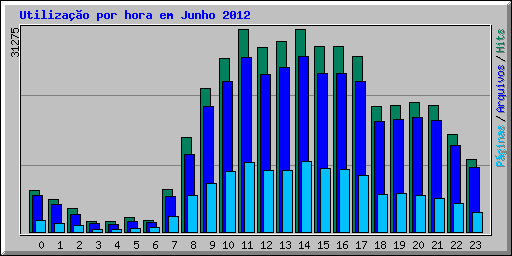 Utilização por hora em Junho 2012
31275
Páginas / Arquivos / Hits
0 1 2 3 4 5 6 7 8 9 10 11 12 13 14 15 16 17 18 19 20 21 22 23